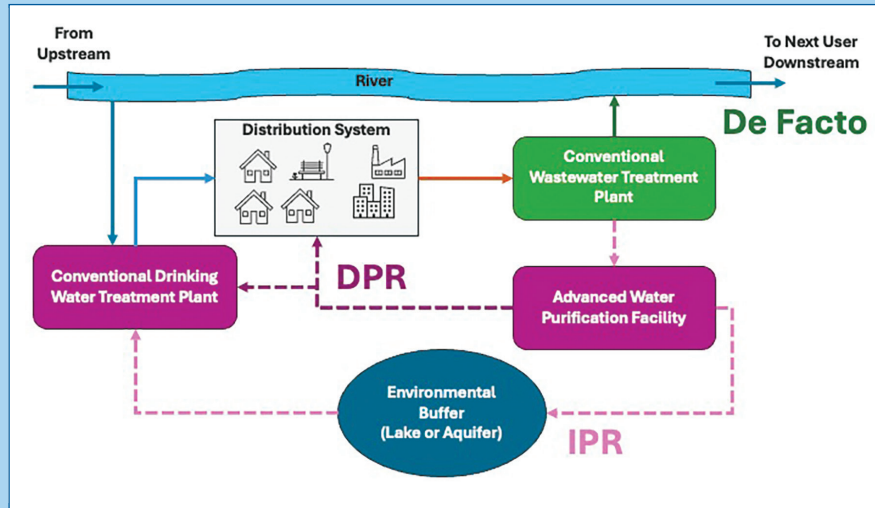 From
Upstream
River
To Next User
Downstream
De Facto
Distribution System
Conventional
Wastewater Treatment
Plant
Conventional Drinking
Water Treatment Plant
DPR
Advanced Water
Purification Facility
Environmental
Buffer
(Lake or Aquifer)
IPR